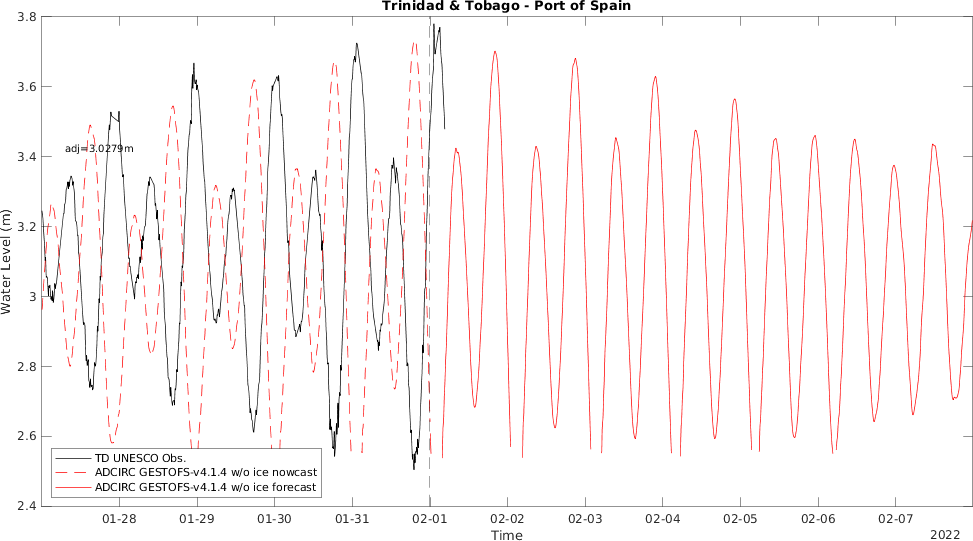 Trinidad & Tobago - Port of Spain
3.8
3.6
3.4
3.2
3
2.8
2.6
2.4
Water Level (m)
adj=3.0279m
TD UNESCO Obs.
ADCIRC GESTOFS-v4.1.4 w/o ice nowcast
ADCIRC GESTOFS-v4.1.4 w/o ice forecast
01-28 01-29 01-30 01-31 02-01 02-02 02-03 02-04 02-05 02-06 02-07
Time
2022